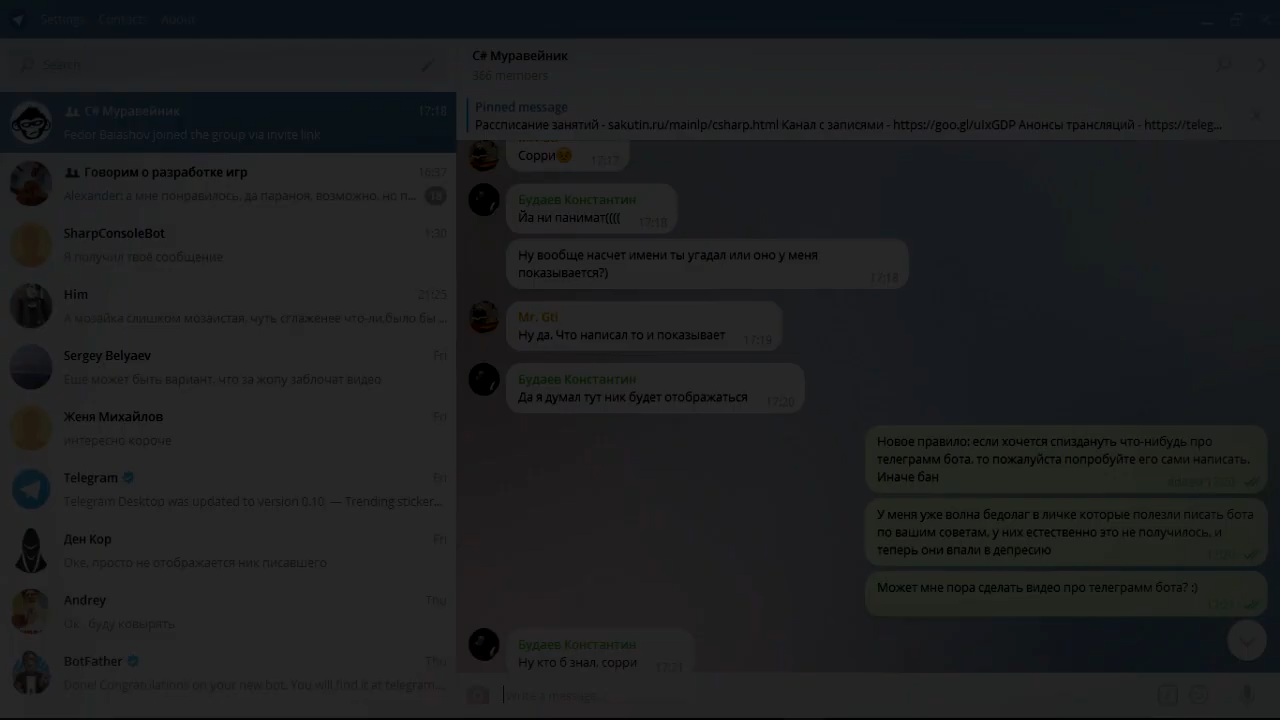 Settings Contacts About
Search
C# Муравейник 17:18
Fedor Balashov joined the group via invite link
Говорим о разработке игр 16:37
Alexander: а мне понравилось, да параноя, возможно, но п...
SharpConsoleBot 1:30
Я получил твоё сообщение
Him 21:25
А мозайка слишком мозаистая, чуть сглаженее что-ли было бы ...
Sergey Belyaev Fri
Ещё может быть вариант, что за жопу заблочат видео
Женя Михайлов Fri
интересно короче
Telegram Fri
Telegram Desktop was updated to version 0.10 — Trending sticker...
Ден Кор Fri
Оке, просто не отображается ник писавшего
Andrey Thu
Ок . буду ковырять
BotFather Thu
Done! Congratulations on your new bot. You will find it at telegram...
C# Муравейник
366 members
Pinned message
Рассписание занятий - sakutin.ru/mainlp/csharp.html Канал с записями - https://goo.gl/uIxGDP Анонсы трансляций - https://teleg...
Сорри 17:17
Будаев Константин
Йа ни панимат(((( 17:18
Ну вообще насчет имени ты угадал или оно у меня
показывается?) 17:18
Mr. Gti
Ну да. Что написал то и показывает 17:19
Будаев Константин
Да я думал тут ник будет отображаться 17:20
Новое правило: если хочется спиздануть что-нибудь про
телеграмм бота, то пожалуйста попробуйте его сами написать.
Иначе бан
У меня уже волна бедолаг в личке которые полезли писать бота
по вашим советам, у них естественно это не получилось, и
теперь они впали в депресию
Может мне пора сделать видео про телеграмм бота? :)
Будаев Константин
Ну кто б знал, сорри 17:21
Write a message...